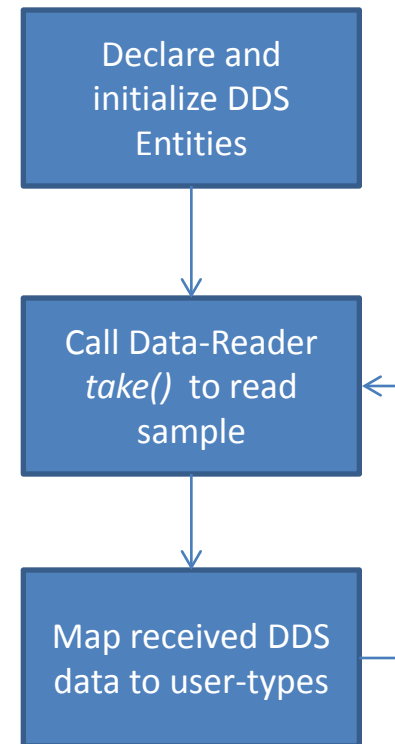 Declare and
initialize DDS
Entities
Call Data-Reader
take() to read
sample
Map received DDS
data to user-types